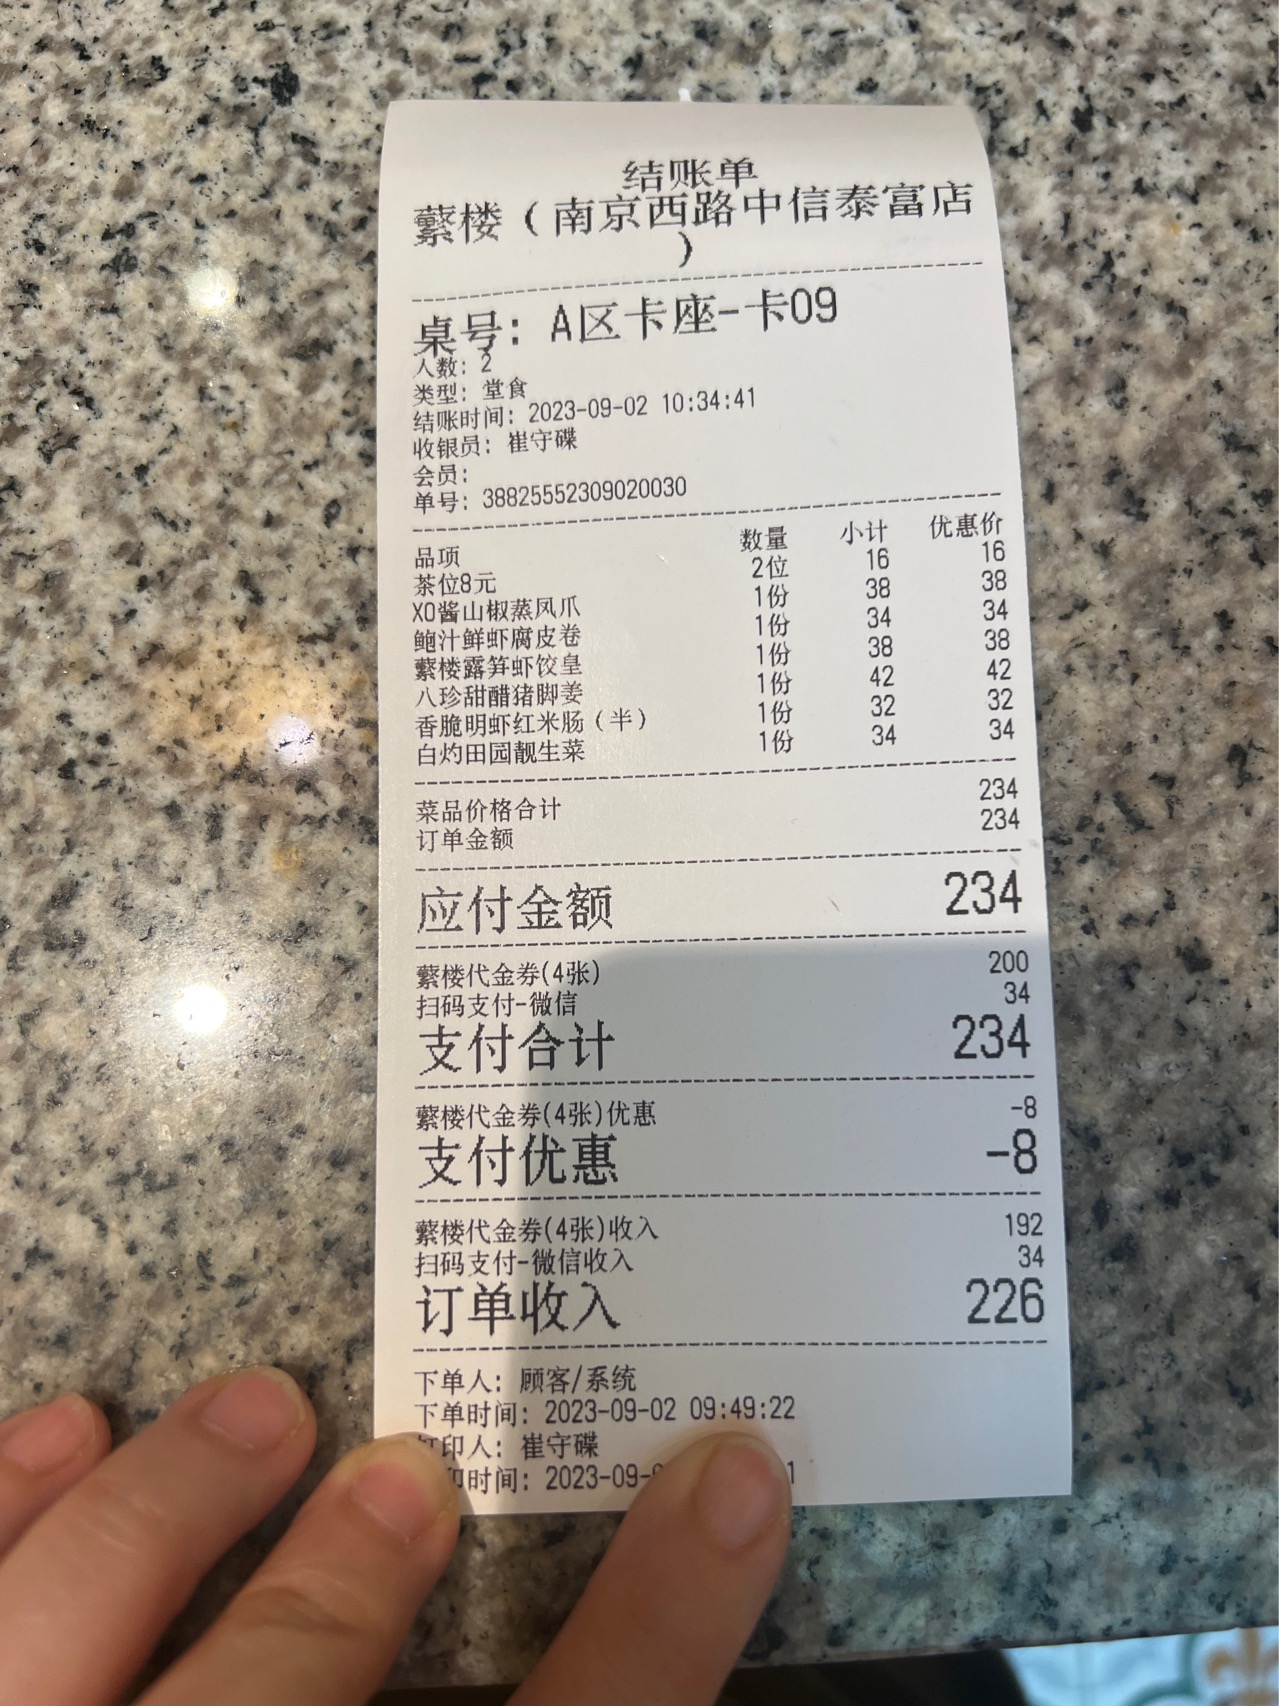 结账单
蘩楼（南京西路中信泰富店
）
桌号：A区卡座-卡09
人数：2
类型：堂食
结账时间：2023-09-02 10:34:41
收银员：崔守碟
会员：
单号：38825552309020030
品项 数量 小计 优惠价
茶位8元 2位 16 16
XO酱山椒蒸凤爪 1份 38 38
鲍汁鲜虾腐皮卷 1份 34 34
蘩楼露笋虾饺皇 1份 38 38
八珍甜醋猪脚姜 1份 42 42
香脆明虾红米肠（半） 1份 32 32
白灼田园靓生菜 1份 34 34
菜品价格合计 234
订单金额 234
应付金额 234
蘩楼代金券(4张) 200
扫码支付-微信 34
支付合计 234
蘩楼代金券(4张)优惠 -8
支付优惠 -8
蘩楼代金券(4张)收入 192
扫码支付-微信收入 34
订单收入 226
下单人：顾客/系统
下单时间：2023-09-02 09:49:22
打印人：崔守碟
印时间：2023-09-